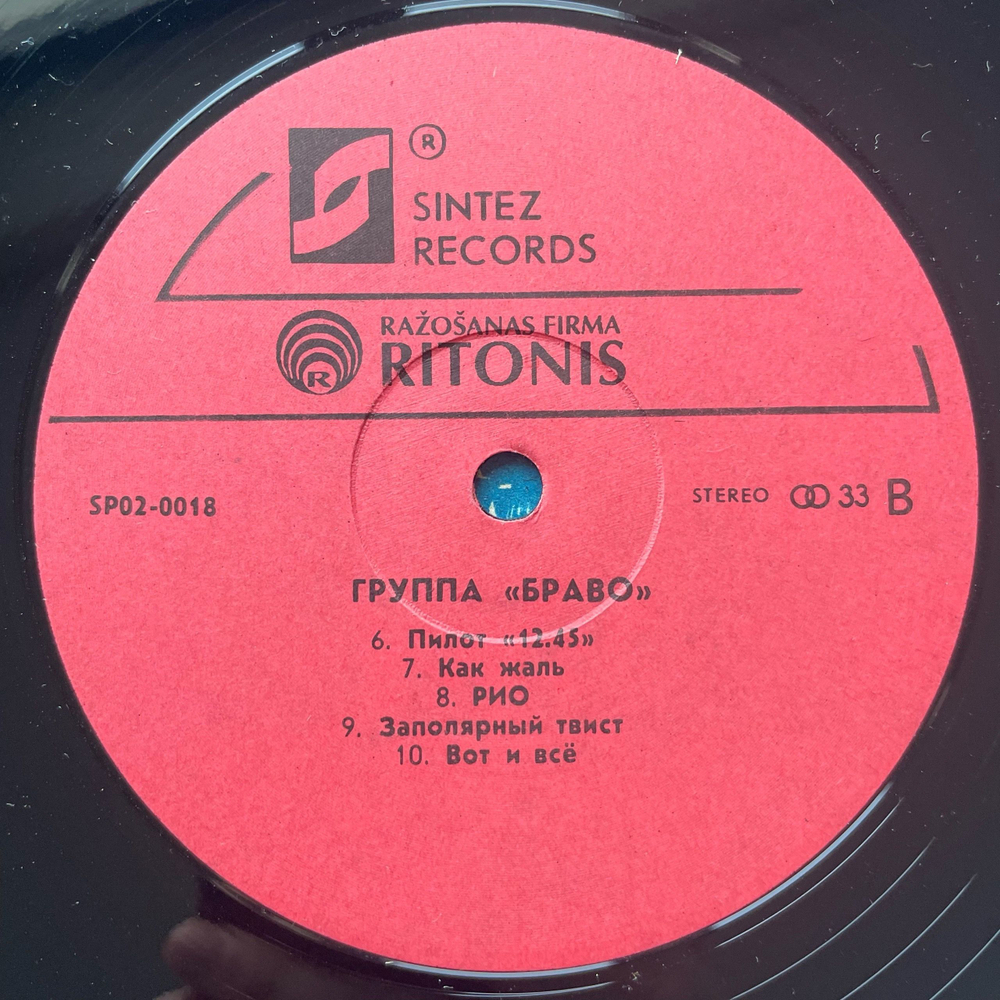 ®
SINTEZ
RECORDS
RAŽOŠANAS FIRMA
R RITONIS
SP02-0018
STEREO 33 B
ГРУППА «БРАВО»
6. Пилот «12.45»
7. Как жаль
8. РИО
9. Заполярный твист
10. Вот и всё